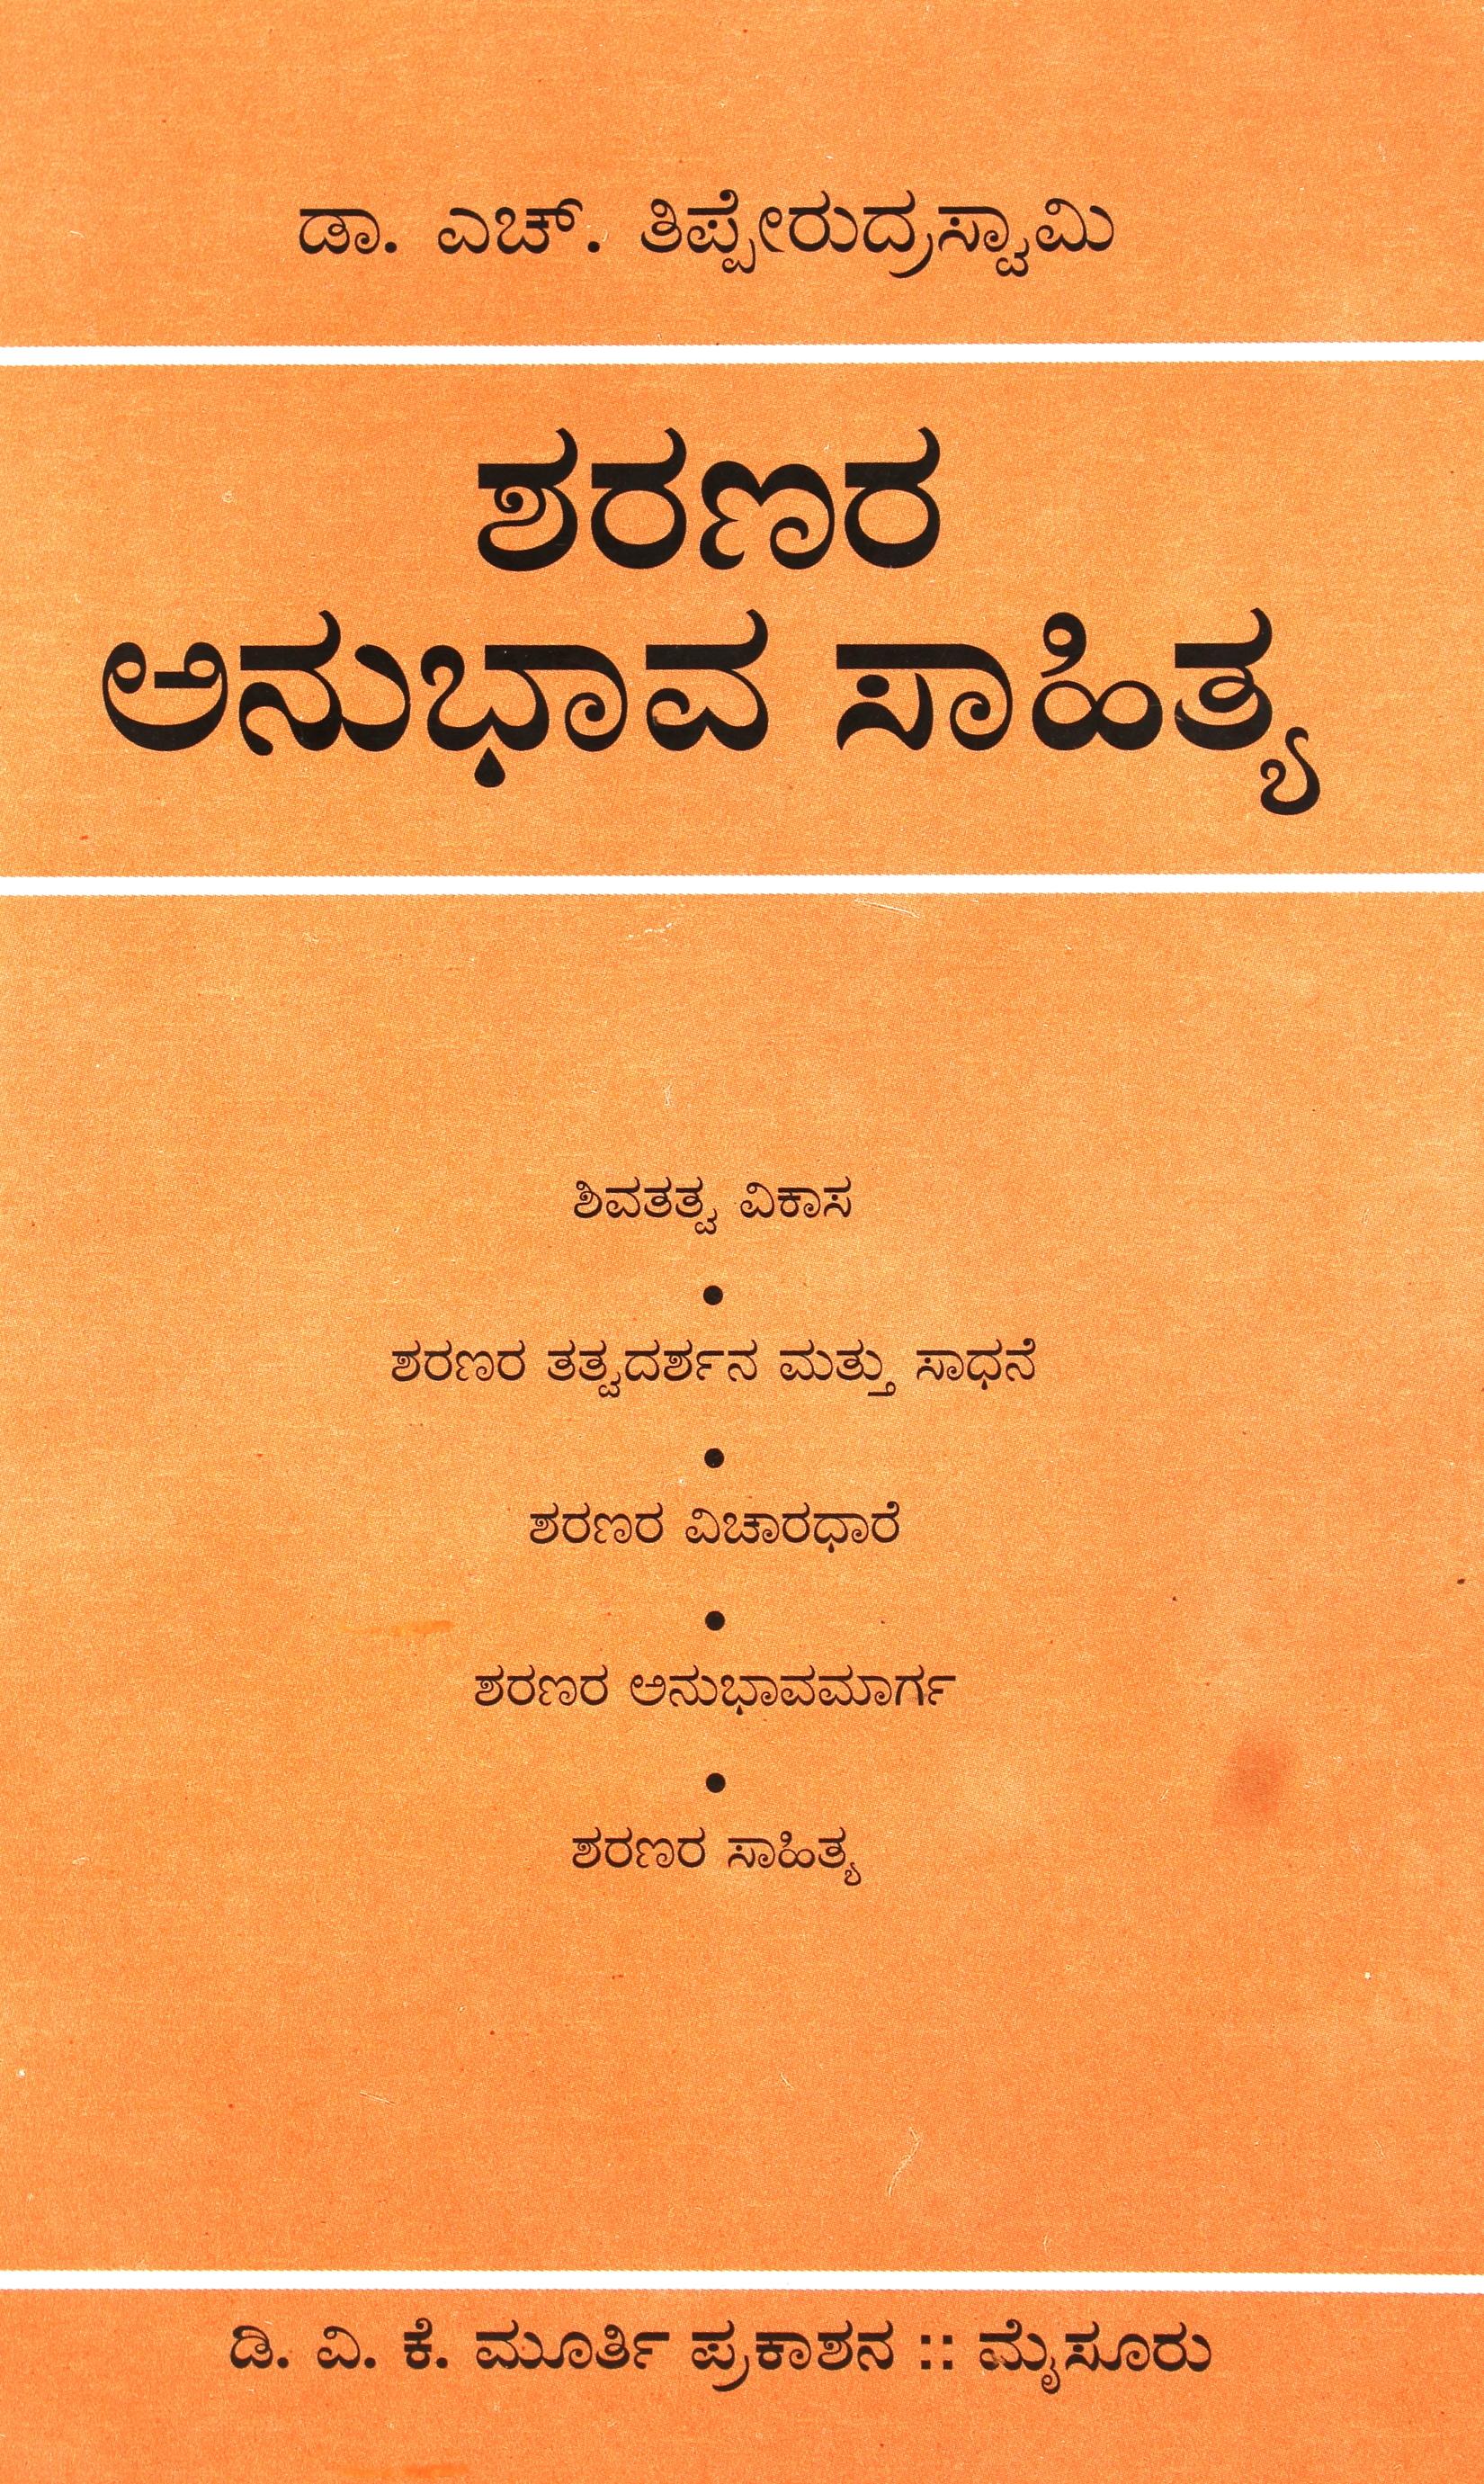 ಡಾ. ಎಚ್. ತಿಪ್ಪೇರುದ್ರಸ್ವಾಮಿ
ಶರಣರ
ಅನುಭಾವ ಸಾಹಿತ್ಯ
ಶಿವತತ್ವ ವಿಕಾಸ
•
ಶರಣರ ತತ್ವದರ್ಶನ ಮತ್ತು ಸಾಧನೆ
•
ಶರಣರ ವಿಚಾರಧಾರೆ
•
ಶರಣರ ಅನುಭಾವಮಾರ್ಗ
•
ಶರಣರ ಸಾಹಿತ್ಯ
ಡಿ. ವಿ. ಕೆ. ಮೂರ್ತಿ ಪ್ರಕಾಶನ :: ಮೈಸೂರು